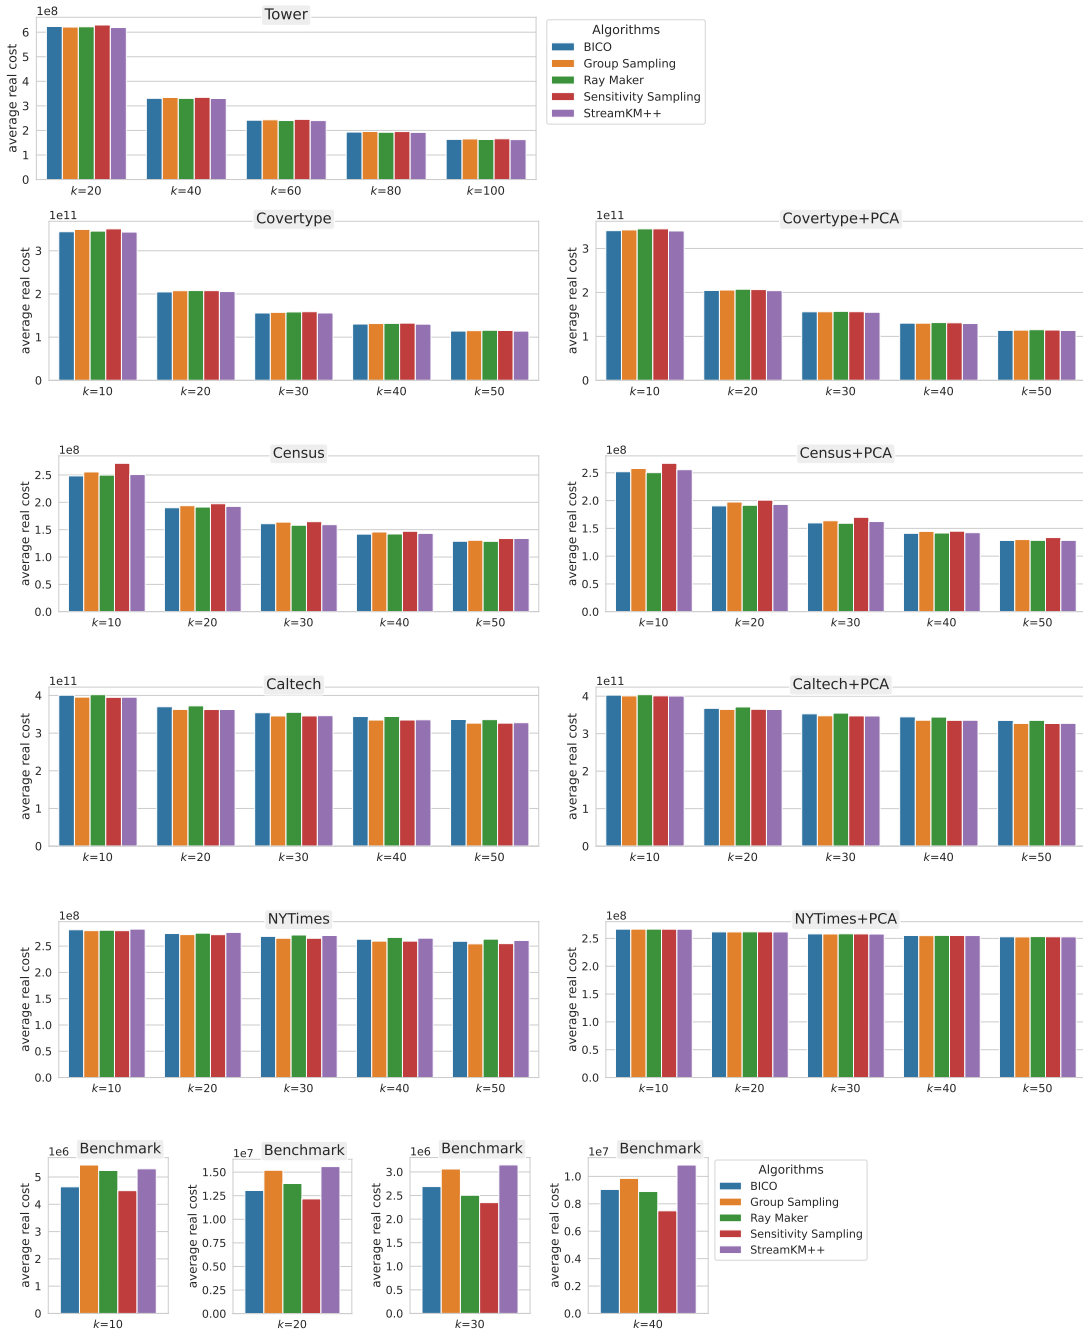 Tower
1e8
average real cost
6
5
4
3
2
1
0
k=20 k=40 k=60 k=80 k=100
Algorithms
BICO
Group Sampling
Ray Maker
Sensitivity Sampling
StreamKM++
Covertype
1e11
average real cost
3
2
1
0
k=10 k=20 k=30 k=40 k=50
Covertype+PCA
1e11
average real cost
3
2
1
0
k=10 k=20 k=30 k=40 k=50
Census
1e8
average real cost
2.5
2.0
1.5
1.0
0.5
0.0
k=10 k=20 k=30 k=40 k=50
Census+PCA
1e8
average real cost
2.5
2.0
1.5
1.0
0.5
0.0
k=10 k=20 k=30 k=40 k=50
Caltech
1e11
average real cost
4
3
2
1
0
k=10 k=20 k=30 k=40 k=50
Caltech+PCA
1e11
average real cost
4
3
2
1
0
k=10 k=20 k=30 k=40 k=50
NYTimes
1e8
average real cost
2.5
2.0
1.5
1.0
0.5
0.0
k=10 k=20 k=30 k=40 k=50
NYTimes+PCA
1e8
average real cost
2.5
2.0
1.5
1.0
0.5
0.0
k=10 k=20 k=30 k=40 k=50
Benchmark
1e6
average real cost
5
4
3
2
1
0
k=10
Benchmark
1e7
average real cost
1.50
1.25
1.00
0.75
0.50
0.25
0.00
k=20
Benchmark
1e6
average real cost
3.0
2.5
2.0
1.5
1.0
0.5
0.0
k=30
Benchmark
1e7
average real cost
1.0
0.8
0.6
0.4
0.2
0.0
k=40
Algorithms
BICO
Group Sampling
Ray Maker
Sensitivity Sampling
StreamKM++